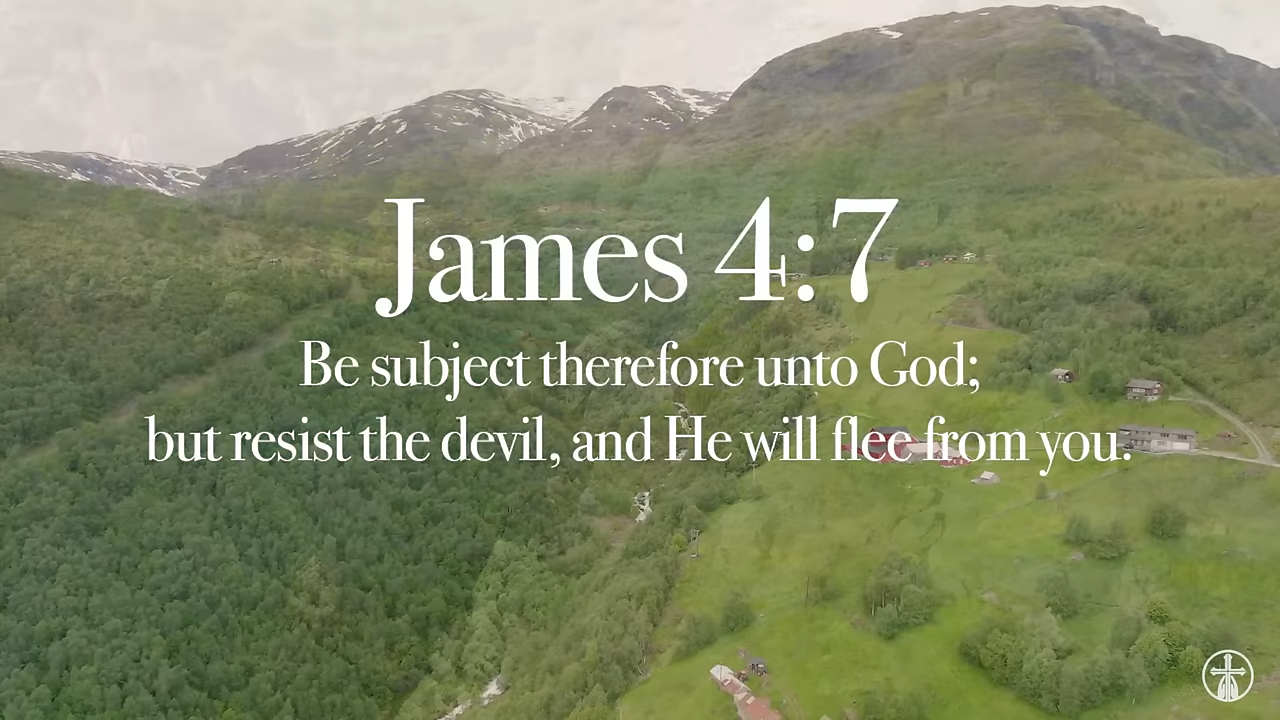 James 4:7
Be subject therefore unto God;
but resist the devil, and He will flee from you.